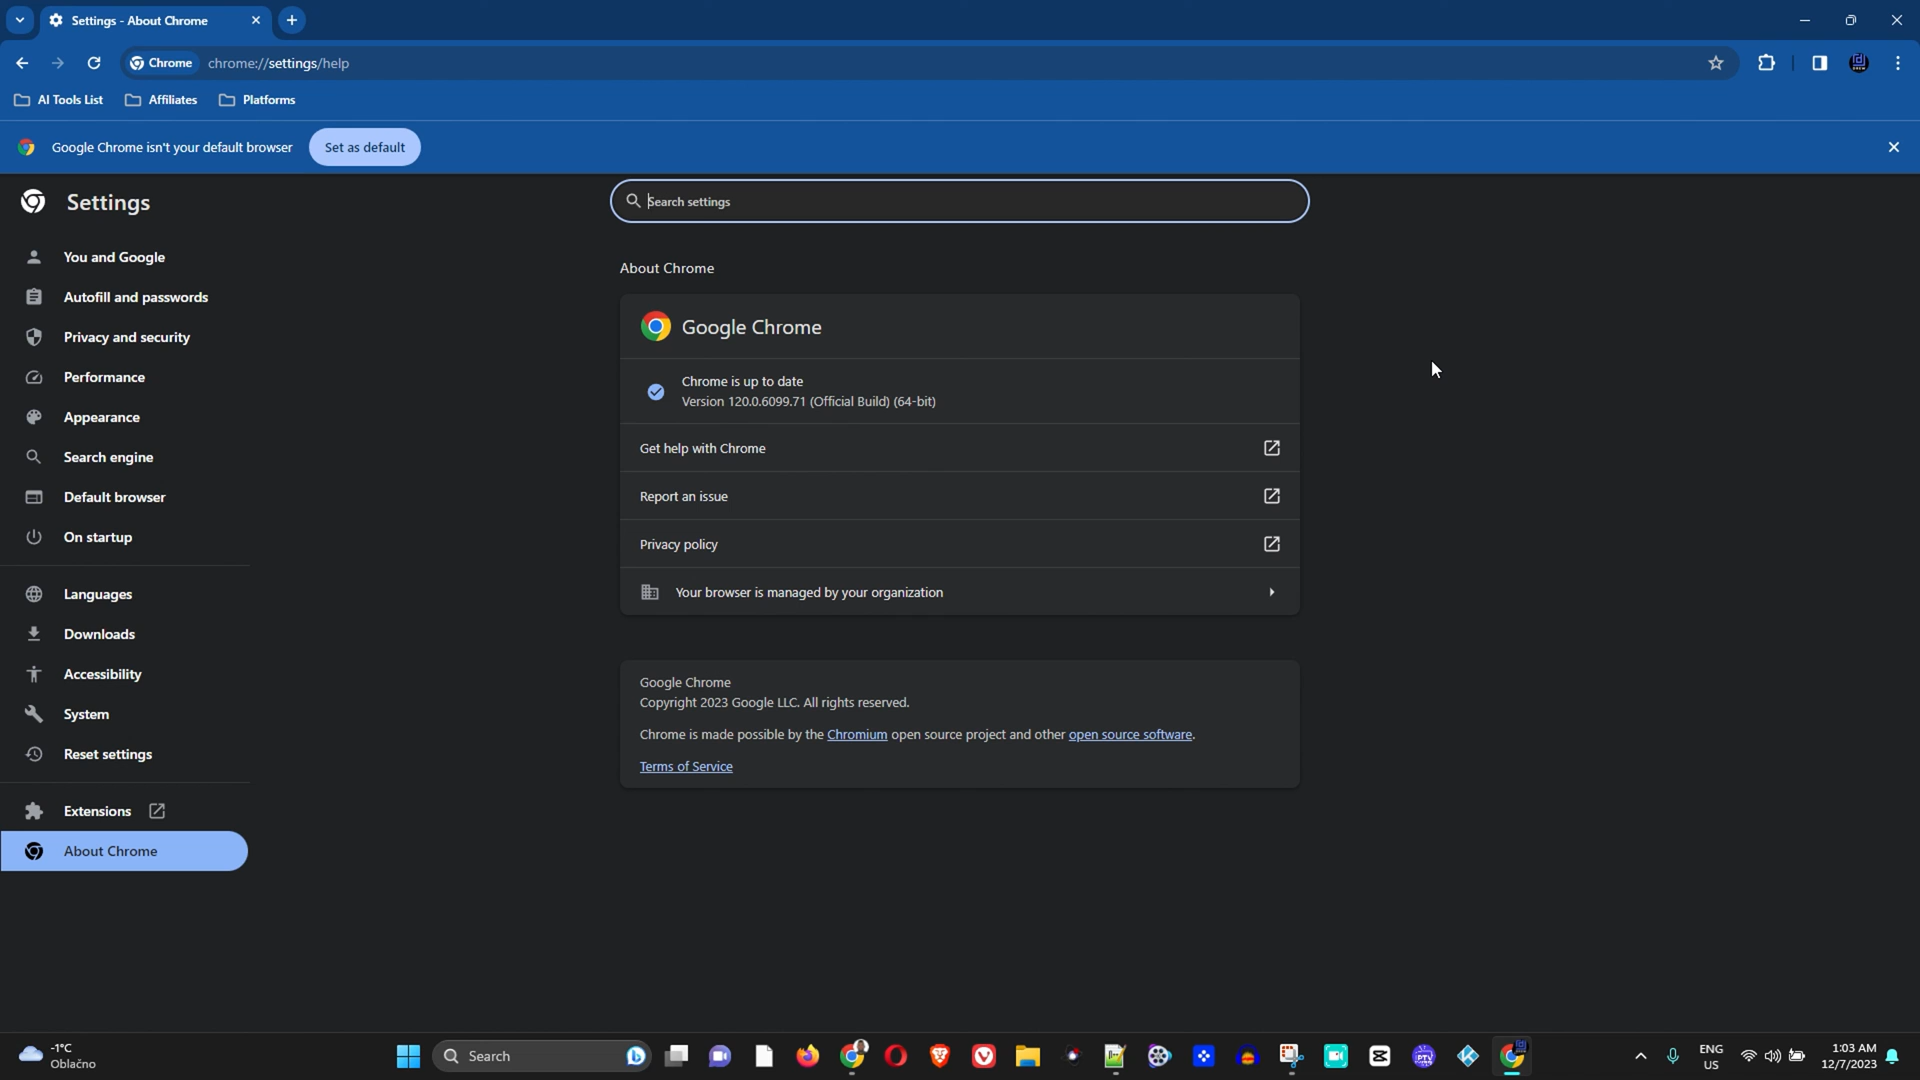 Settings - About Chrome
Chrome
chrome://settings/help
AI Tools List
Affiliates
Platforms
Google Chrome isn't your default browser
Set as default
Settings
Search settings
You and Google
Autofill and passwords
Privacy and security
Performance
Appearance
Search engine
Default browser
On startup
Languages
Downloads
Accessibility
System
Reset settings
Extensions
About Chrome
About Chrome
Google Chrome
Chrome is up to date
Version 120.0.6099.71 (Official Build) (64-bit)
Get help with Chrome
Report an issue
Privacy policy
Your browser is managed by your organization
Google Chrome
Copyright 2023 Google LLC. All rights reserved.
Chrome is made possible by the Chromium open source project and other open source software.
Terms of Service
-1°C
Oblačno
Search
ENG
US
1:03 AM
12/7/2023